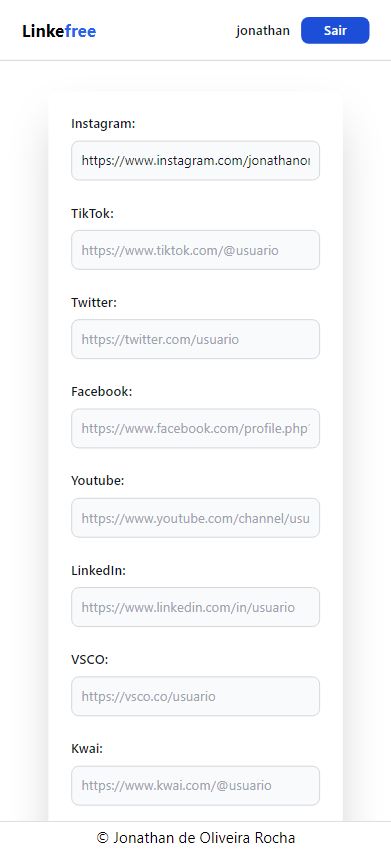 Linkefree
jonathan
Sair
Instagram:
https://www.instagram.com/jonathanor
TikTok:
https://www.tiktok.com/@usuario
Twitter:
https://twitter.com/usuario
Facebook:
https://www.facebook.com/profile.php?
Youtube:
https://www.youtube.com/channel/usu
LinkedIn:
https://www.linkedin.com/in/usuario
VSCO:
https://vsco.co/usuario
Kwai:
https://www.kwai.com/@usuario
© Jonathan de Oliveira Rocha